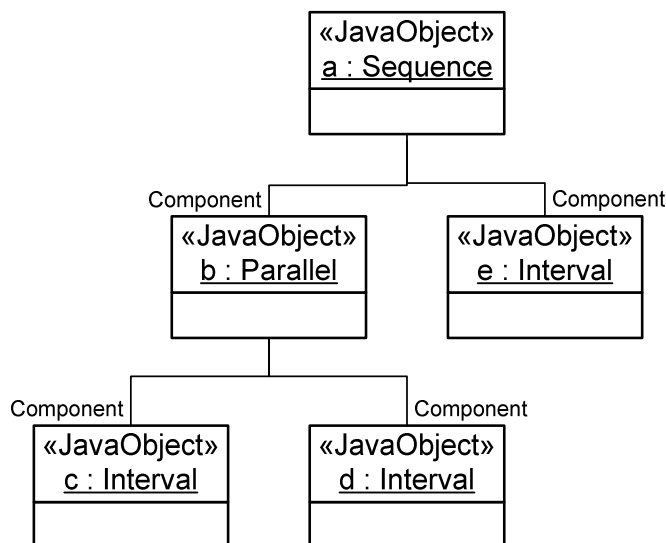 «JavaObject»
a : Sequence
Component
Component
«JavaObject»
b : Parallel
«JavaObject»
e : Interval
Component
Component
«JavaObject»
c : Interval
«JavaObject»
d : Interval